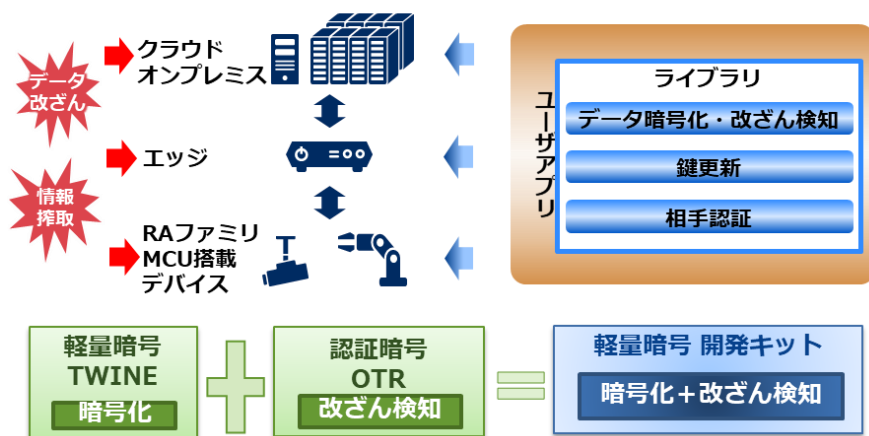 データ
改ざん
クラウド
オンプレミス
エッジ
情報
搾取
RAファミリ
MCU搭載
デバイス
ユーザアプリ
ライブラリ
データ暗号化・改ざん検知
鍵更新
相手認証
軽量暗号
TWINE
暗号化
認証暗号
OTR
改ざん検知
軽量暗号 開発キット
暗号化＋改ざん検知